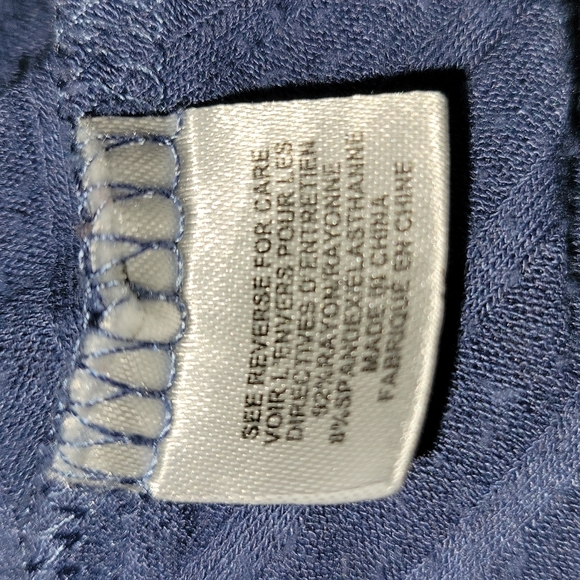 SEE REVERSE FOR CARE
VOIR L'ENVERS POUR LES
DIRECTIVES D'ENTRETIEN
92%RAYON/RAYONNE
8%SPANDEX/ELASTHANNE
MADE IN CHINA
FABRIQUE EN CHINE